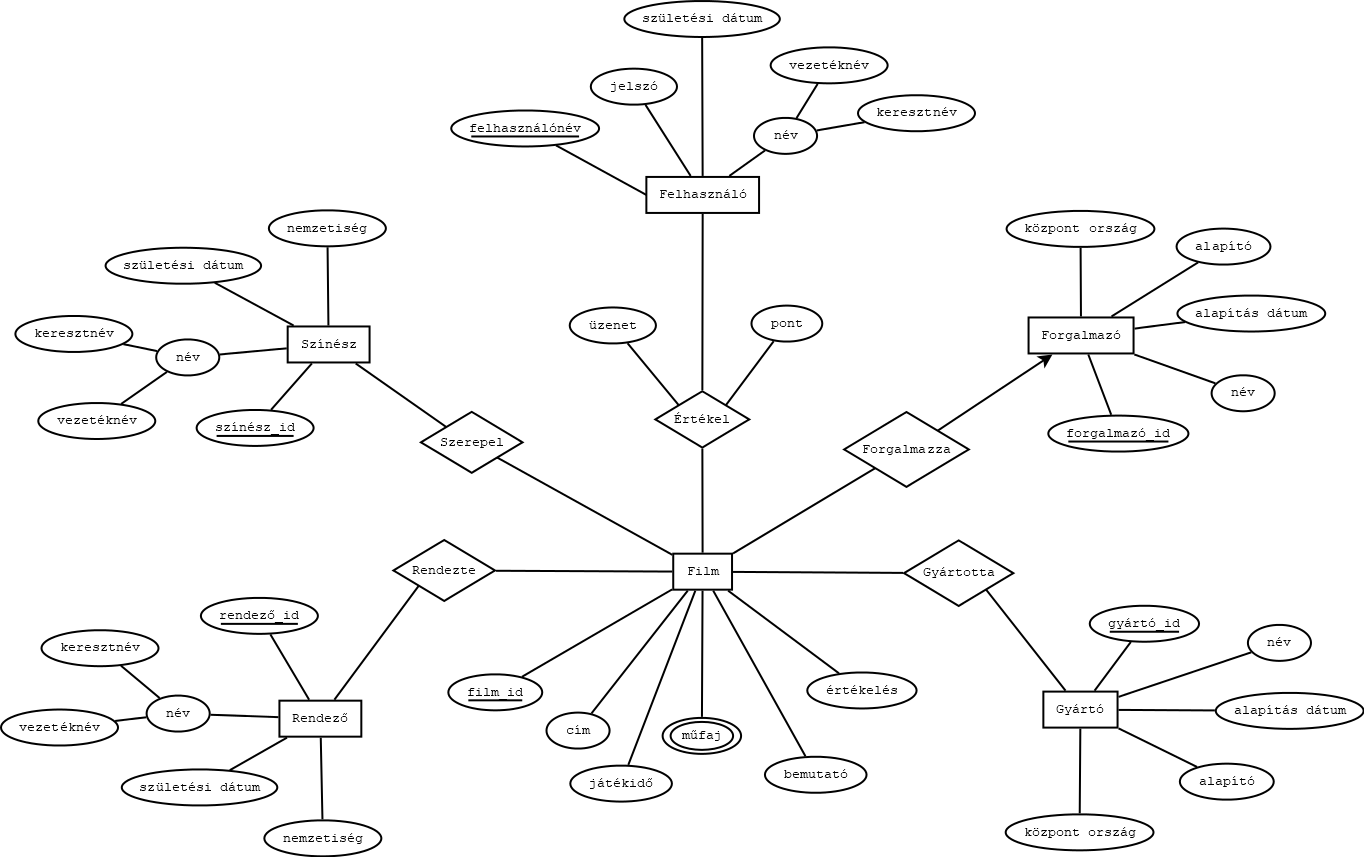 születési dátum
vezetéknév
jelszó
keresztnév
felhasználónév
név
Felhasználó
nemzetiség
központ ország
alapító
születési dátum
alapítás dátum
üzenet
pont
keresztnév
Forgalmazó
Színész
név
név
vezetéknév
színész_id
Értékel
forgalmazó_id
Szerepel
Forgalmazza
Rendezte
Film
Gyártotta
rendező_id
gyártó_id
név
keresztnév
film_id
értékelés
név
Gyártó
alapítás dátum
Rendező
vezetéknév
cím
műfaj
bemutató
játékidő
alapító
születési dátum
központ ország
nemzetiség